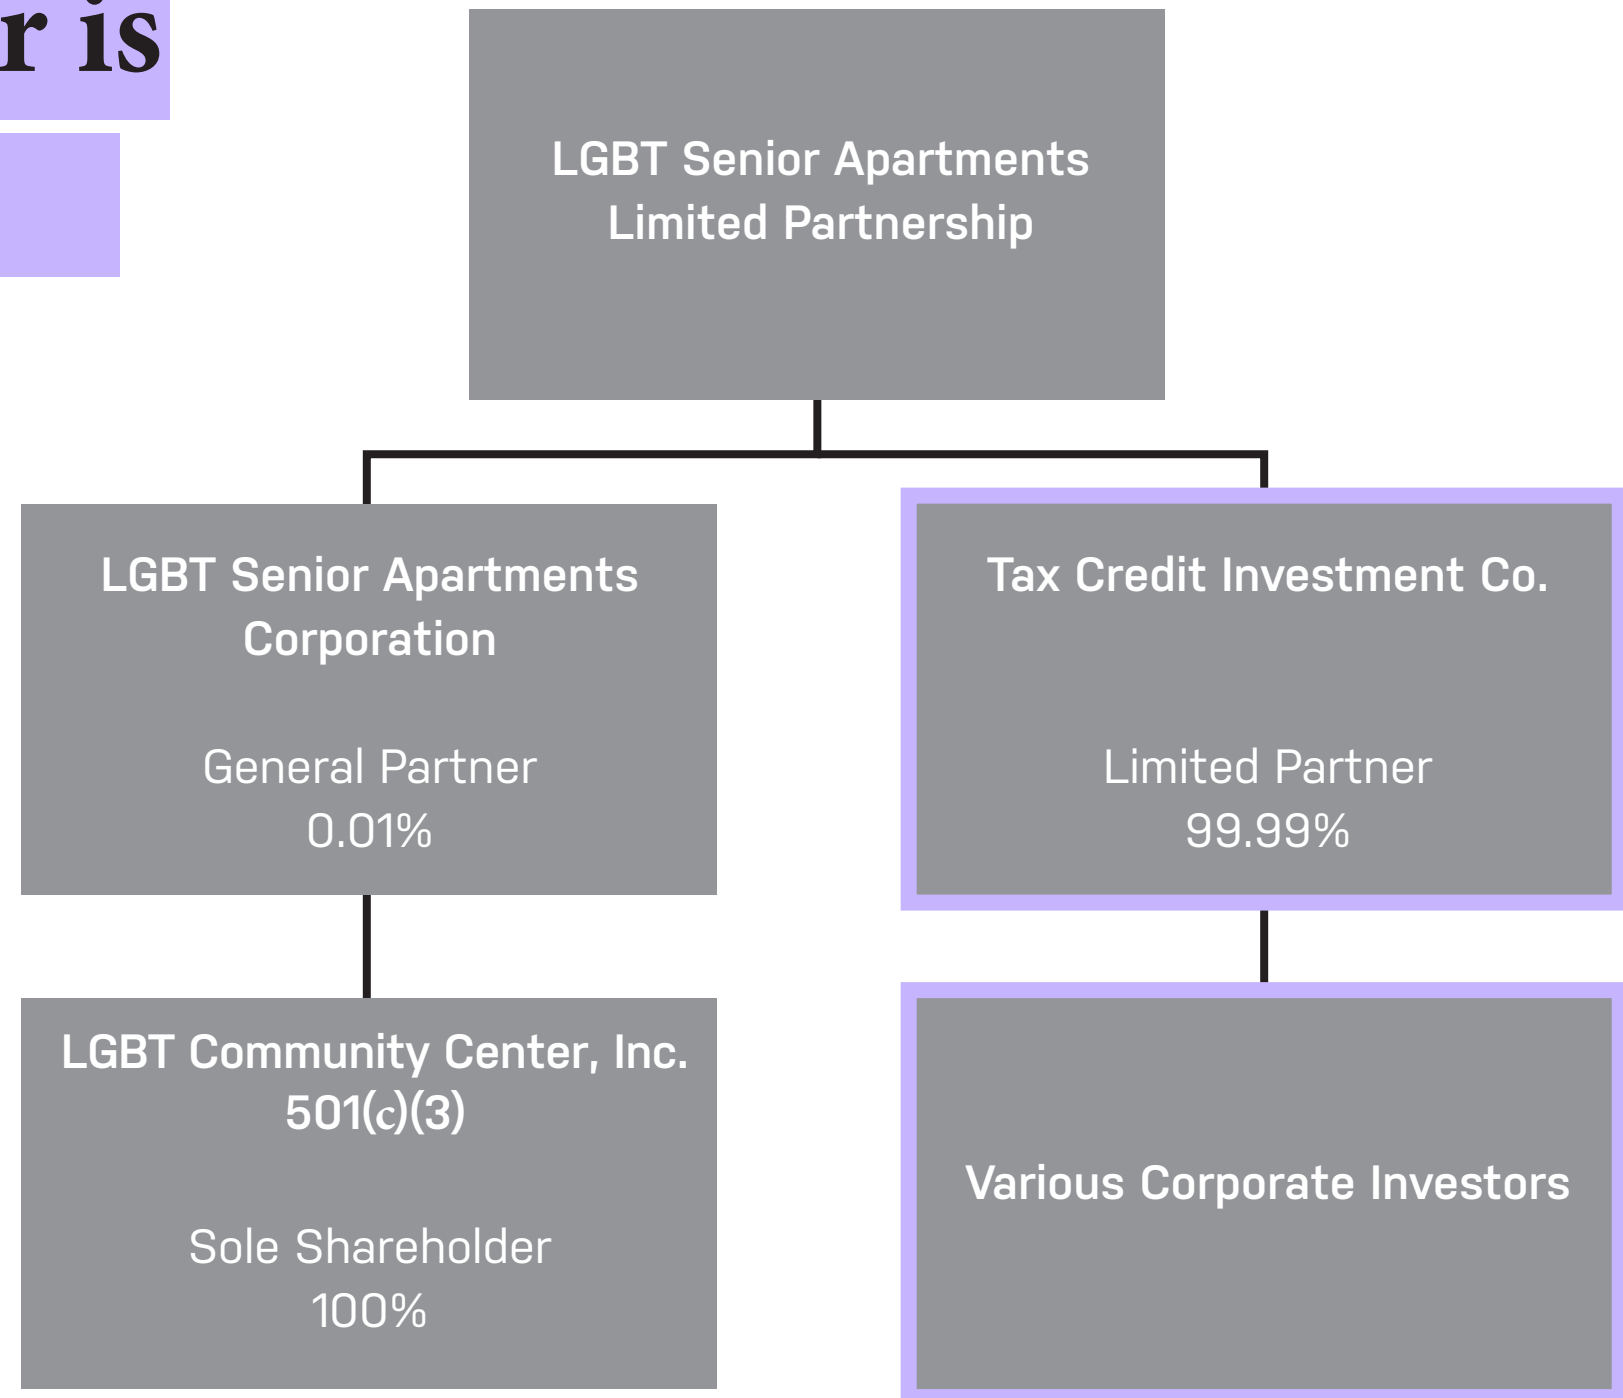 r is
LGBT Senior Apartments
Limited Partnership
LGBT Senior Apartments
Corporation
General Partner
0.01%
Tax Credit Investment Co.
Limited Partner
99.99%
LGBT Community Center, Inc.
501(c)(3)
Sole Shareholder
100%
Various Corporate Investors